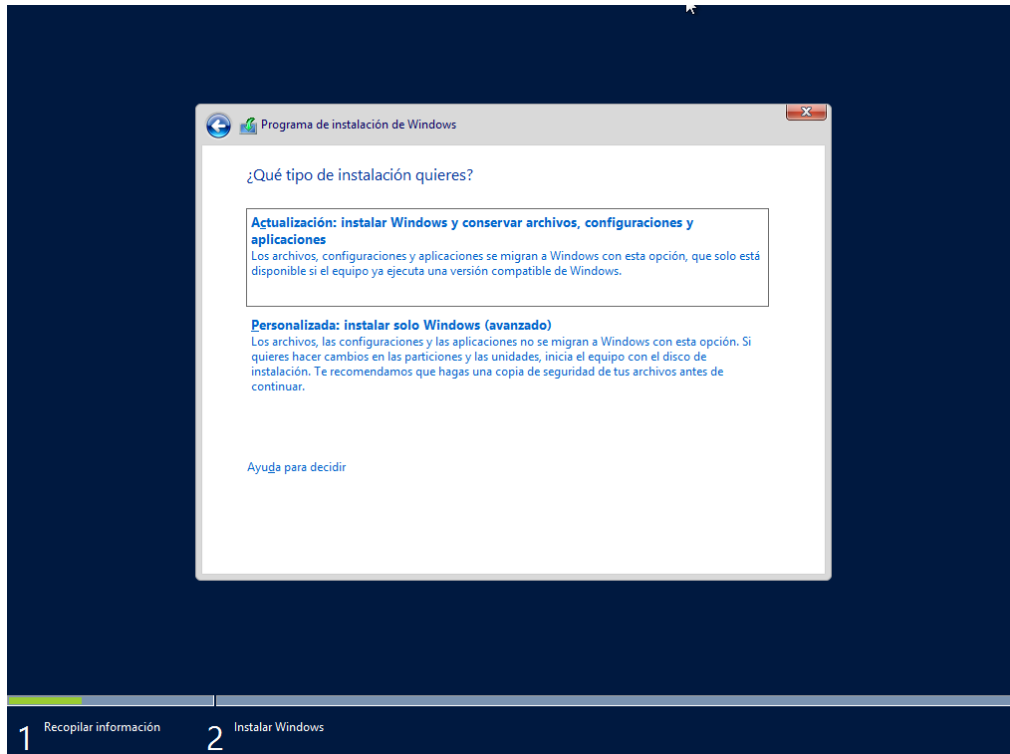 Programa de instalación de Windows
¿Qué tipo de instalación quieres?
Actualización: instalar Windows y conservar archivos, configuraciones y
aplicaciones
Los archivos, configuraciones y aplicaciones se migran a Windows con esta opción, que solo está
disponible si el equipo ya ejecuta una versión compatible de Windows.
Personalizada: instalar solo Windows (avanzado)
Los archivos, las configuraciones y las aplicaciones no se migran a Windows con esta opción. Si
quieres hacer cambios en las particiones y las unidades, inicia el equipo con el disco de
instalación. Te recomendamos que hagas una copia de seguridad de tus archivos antes de
continuar.
Ayuda para decidir
1 Recopilar información
2 Instalar Windows